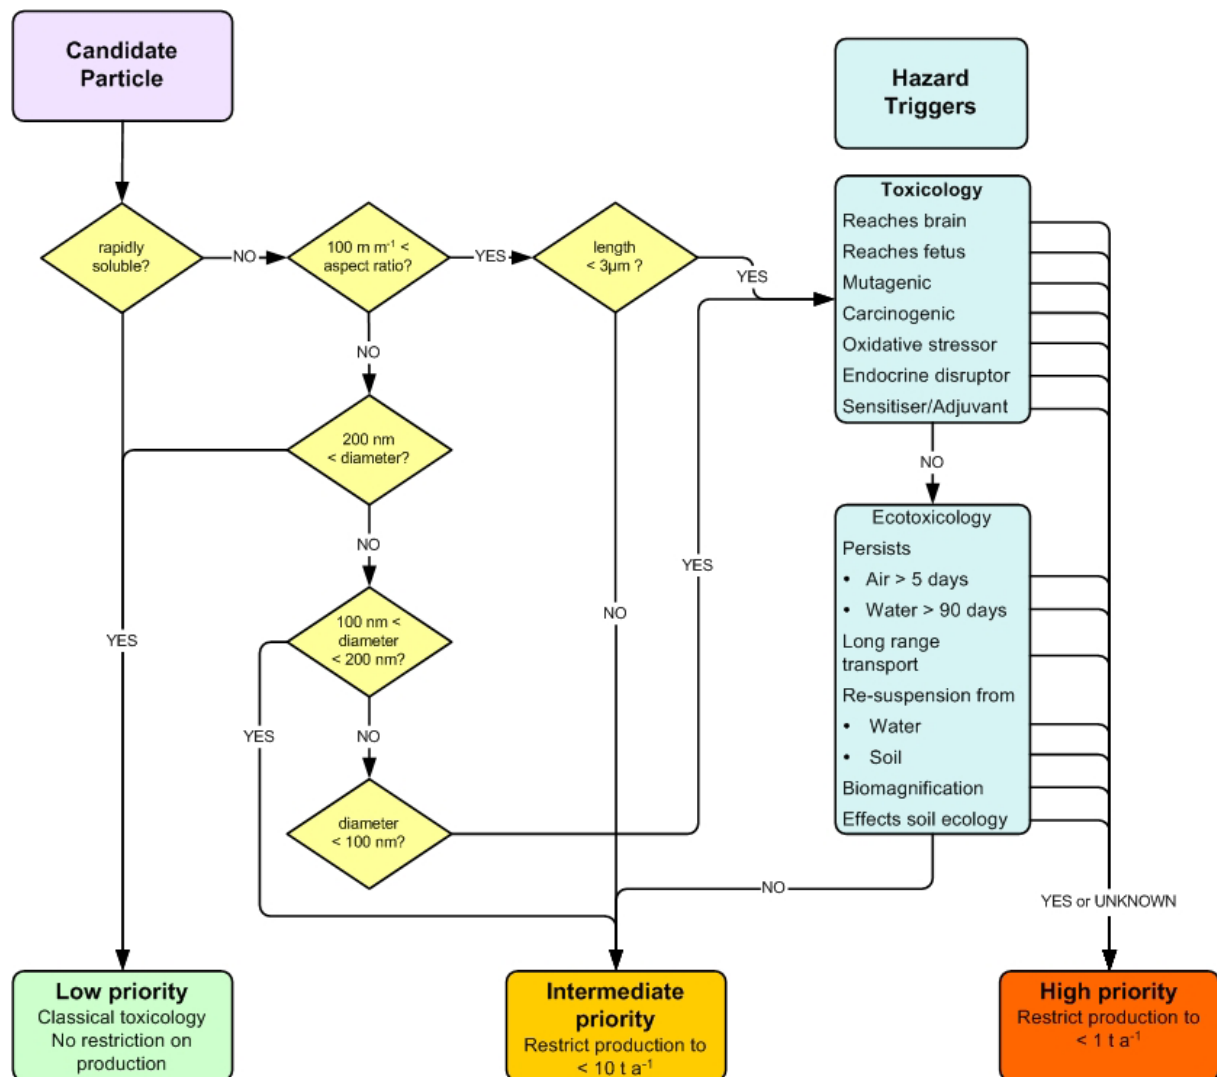 Candidate
Particle
Hazard
Triggers
rapidly
soluble?
NO
100 m m⁻¹ <
aspect ratio?
YES
length
< 3µm ?
YES
Toxicology
Reaches brain
Reaches fetus
Mutagenic
Carcinogenic
Oxidative stressor
Endocrine disruptor
Sensitiser/Adjuvant
NO
200 nm
< diameter?
NO
NO
Ecotoxicology
Persists
• Air > 5 days
• Water > 90 days
Long range
transport
Re-suspension from
• Water
• Soil
Biomagnification
Effects soil ecology
YES
100 nm <
diameter
< 200 nm?
YES
NO
YES
NO
diameter
< 100 nm?
NO
YES or UNKNOWN
Low priority
Classical toxicology
No restriction on
production
Intermediate
priority
Restrict production to
< 10 t a⁻¹
High priority
Restrict production to
< 1 t a⁻¹